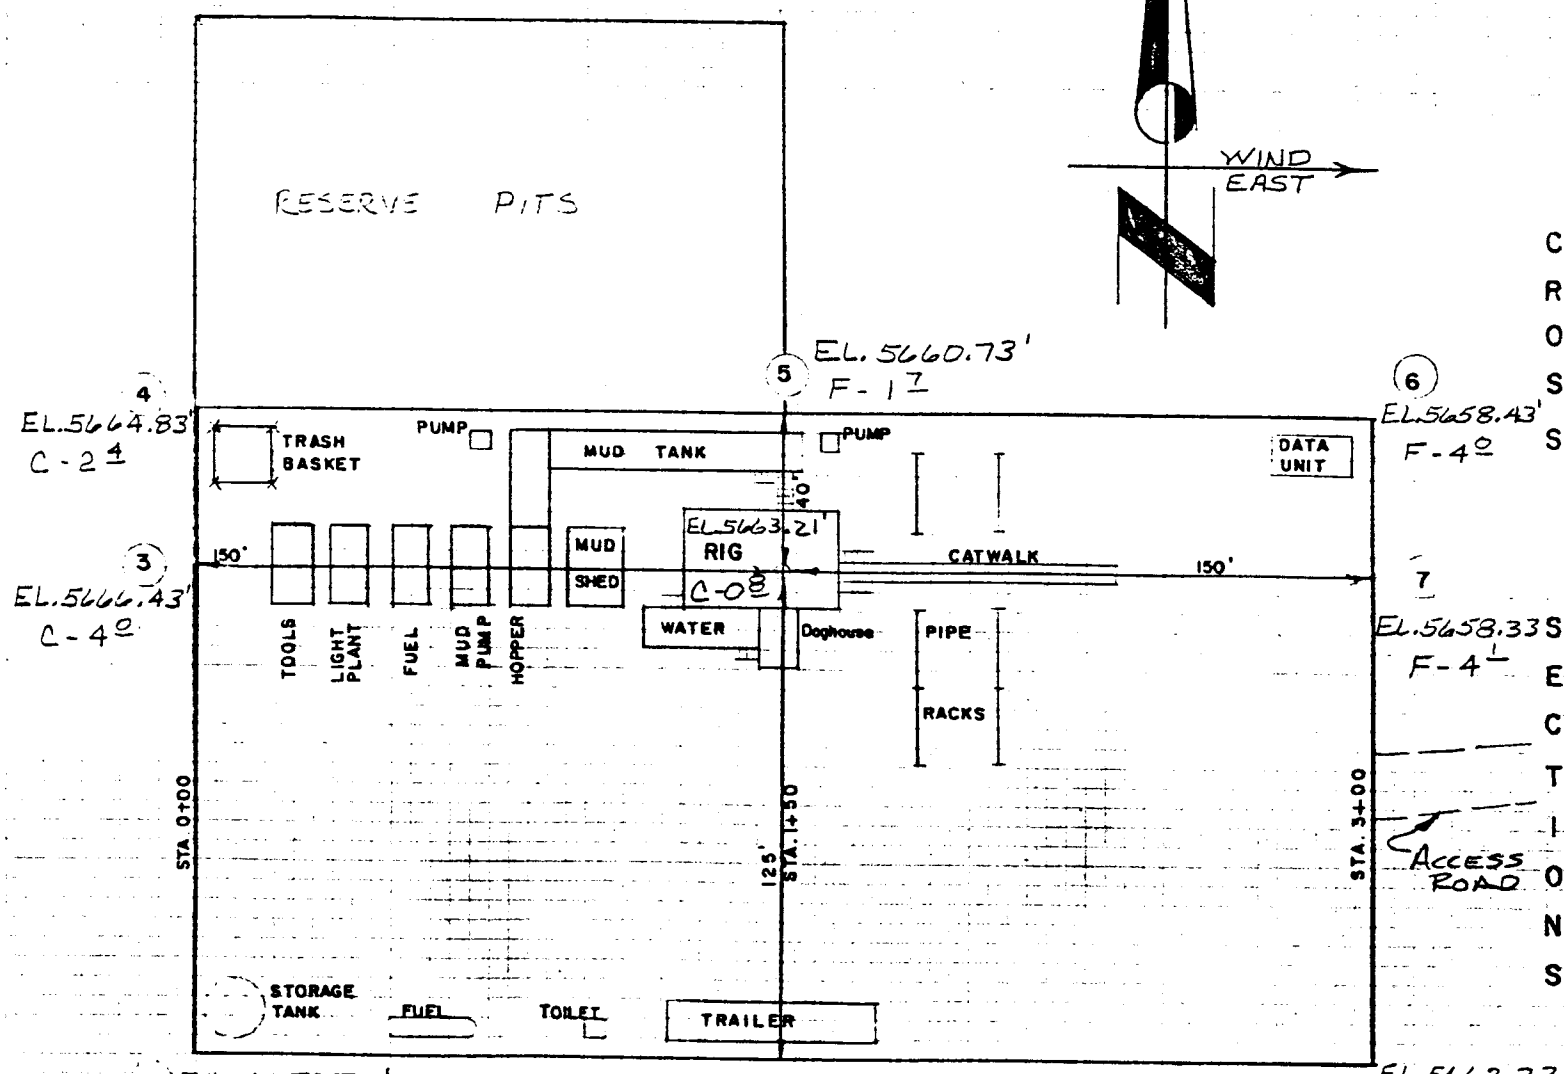 WIND
EAST
RESERVE PITS
CROSS SECTIONS
EL. 5660.73'
5
F-1 7
6
EL. 5658.43'
F-4 0
4
EL. 5664.83'
C-2 4
TRASH
BASKET
PUMP
MUD TANK
PUMP
DATA
UNIT
40'
EL. 5663.21'
RIG
C-0 8
MUD
SHED
CATWALK
150'
150'
3
EL. 5666.43'
C-4 0
7
EL. 5658.33
F-4 1
TOOLS
LIGHT
PLANT
FUEL
MUD
PUMP
HOPPER
WATER
Doghouse
PIPE
RACKS
STA. 0+00
125'
STA. 1+50
STA. 3+00
ACCESS
ROAD
STORAGE
TANK
FUEL
TOILET
TRAILER